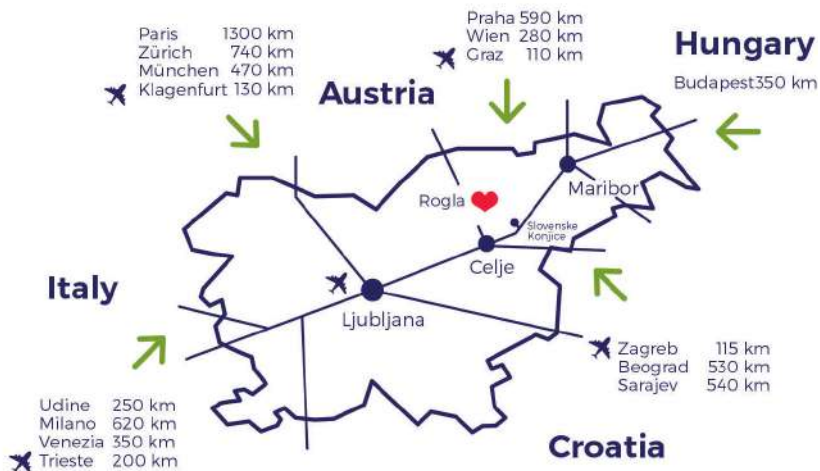 Paris 1300 km
Zürich 740 km
München 470 km
Klagenfurt 130 km
Praha 590 km
Wien 280 km
Graz 110 km
Hungary
Budapest350 km
Austria
Maribor
Rogla
Slovenske
Konjice
Celje
Italy
Ljubljana
Zagreb 115 km
Beograd 530 km
Sarajev 540 km
Udine 250 km
Milano 620 km
Venezia 350 km
Trieste 200 km
Croatia